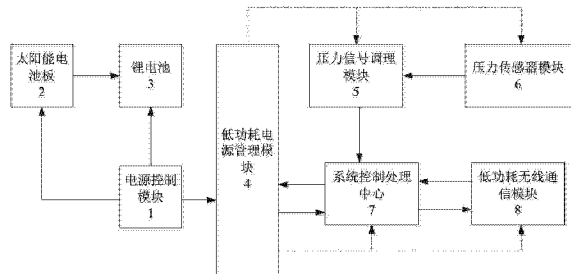 太阳能电
池板
2
锂电池
3
电源控制
模块
1
低功耗电
源管理模
块
4
压力信号调理
模块
5
压力传感器模块
6
系统控制处理
中心
7
低功耗无线通
信模块
8